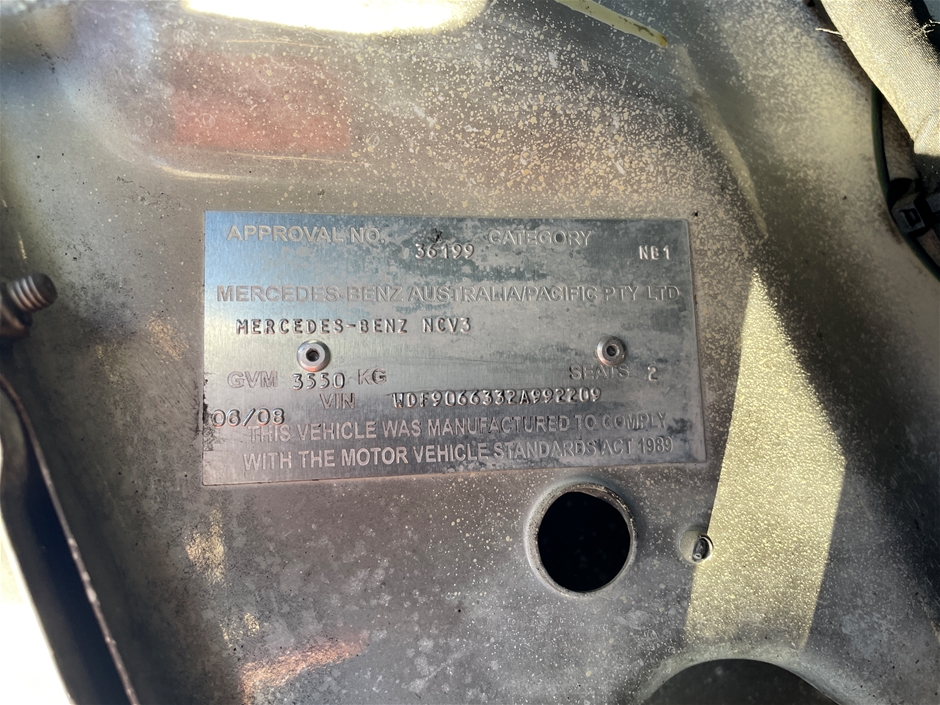 APPROVAL NO. 36199 CATEGORY NB1
MERCEDES-BENZ AUSTRALIA/PACIFIC PTY LTD
MERCEDES-BENZ NCV3
GVM 3550 KG SEATS 2
VIN WDF9066332A992209
06/08
THIS VEHICLE WAS MANUFACTURED TO COMPLY
WITH THE MOTOR VEHICLE STANDARDS ACT 1989